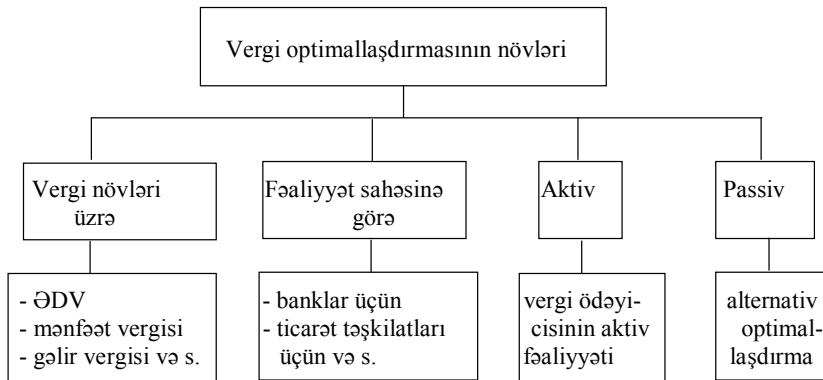 Vergi optimallaşdırmasının növləri
Vergi növləri
üzrə
Fəaliyyət sahəsinə
görə
Aktiv
Passiv
- ƏDV
- mənfəət vergisi
- gəlir vergisi və s.
- banklar üçün
- ticarət təşkilatları
üçün və s.
vergi ödəyi-
cisinin aktiv
fəaliyyəti
alternativ
optimal-
laşdırma